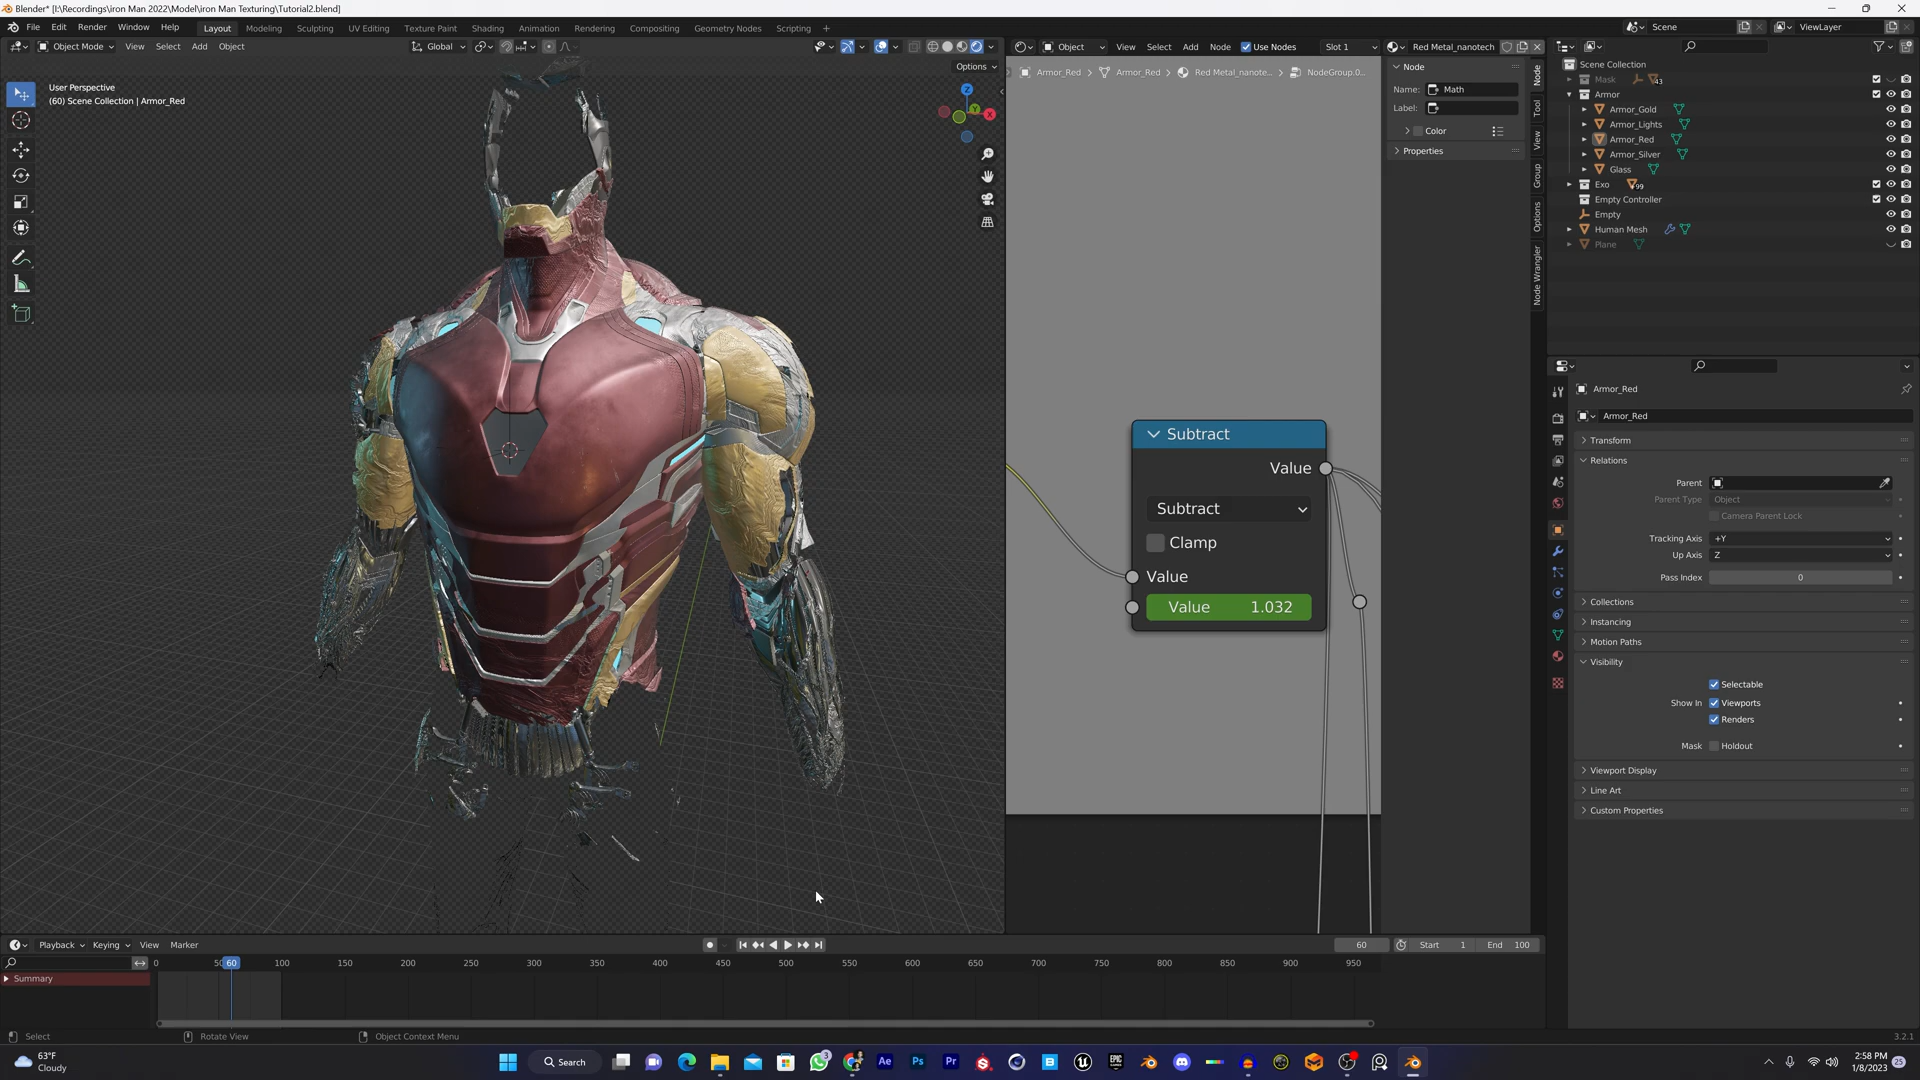 Blender* [I:\Recordings\iron Man 2022\Model\iron Man Texturing\Tutorial2.blend]
File Edit Render Window Help Layout Modeling Sculpting UV Editing Texture Paint Shading Animation Rendering Compositing Geometry Nodes Scripting + Scene ViewLayer
Object Mode View Select Add Object Global Object View Select Add Node Use Nodes Slot 1 Red Metal_nanotech
Options
User Perspective
(60) Scene Collection | Armor_Red
Z
Y
X
Armor_Red > Armor_Red > Red Metal_nanote... > NodeGroup.0...
Node
Name: Math
Label:
Color
Properties
Node
Tool
View
Group
Options
Node Wrangler
Subtract
Value
Subtract
Clamp
Value
Value 1.032
Scene Collection
Mask 43
Armor
Armor_Gold
Armor_Lights
Armor_Red
Armor_Silver
Glass
Exo 99
Empty Controller
Empty
Human Mesh
Plane
Armor_Red
Armor_Red
Transform
Relations
Parent
Parent Type Object
Camera Parent Lock
Tracking Axis +Y
Up Axis Z
Pass Index 0
Collections
Instancing
Motion Paths
Visibility
Selectable
Show In Viewports
Renders
Mask Holdout
Viewport Display
Line Art
Custom Properties
Playback Keying View Marker 60 Start 1 End 100
0 50 60 100 150 200 250 300 350 400 450 500 550 600 650 700 750 800 850 900 950
Summary
Select Rotate View Object Context Menu 3.2.1
63°F
Cloudy
Search
3
Ae
Ps
Pr
B
EPIC
2:58 PM
1/8/2023
25